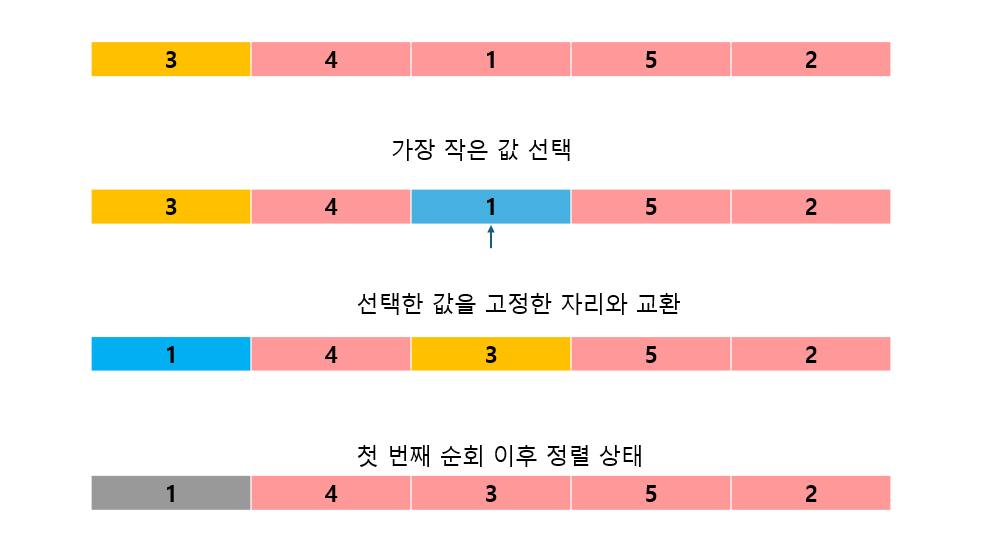 3 4 1 5 2
가장 작은 값 선택
3 4 1 5 2
선택한 값을 고정한 자리와 교환
1 4 3 5 2
첫 번째 순회 이후 정렬 상태
1 4 3 5 2